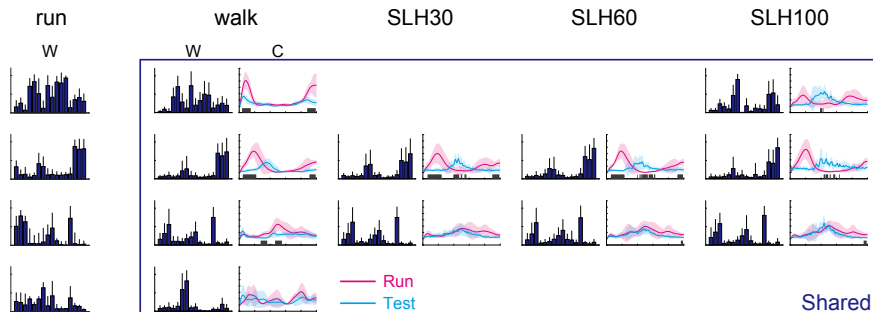 run walk SLH30 SLH60 SLH100
W W C
Run
Test
Shared